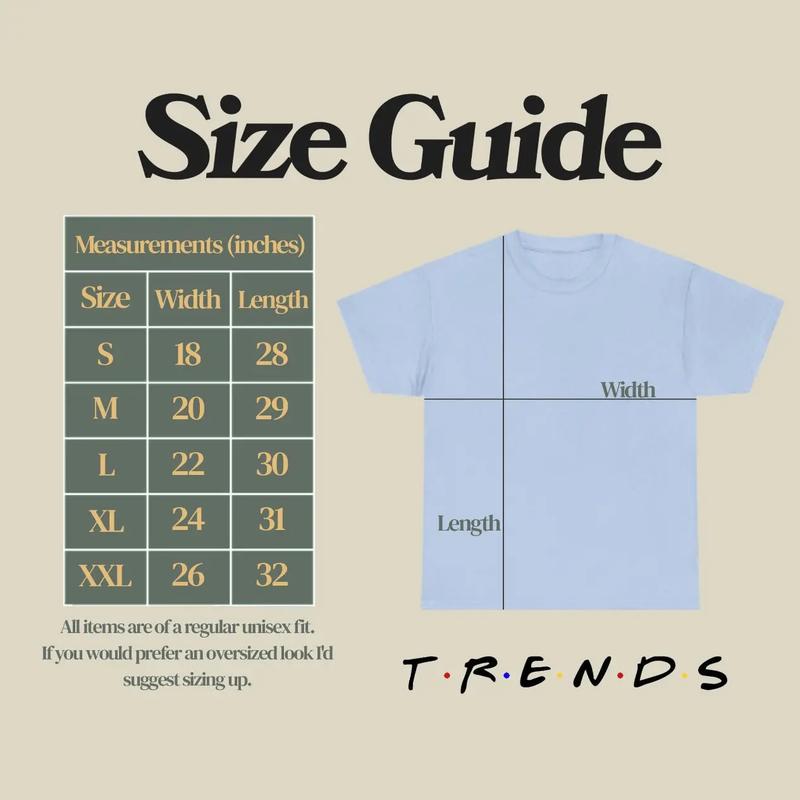 Size Guide
Measurements (inches)
Size Width Length
S 18 28
M 20 29
L 22 30
XL 24 31
XXL 26 32
All items are of a regular unisex fit.
If you would prefer an oversized look I'd
suggest sizing up.
Width
Length
T·R·E·N·D·S